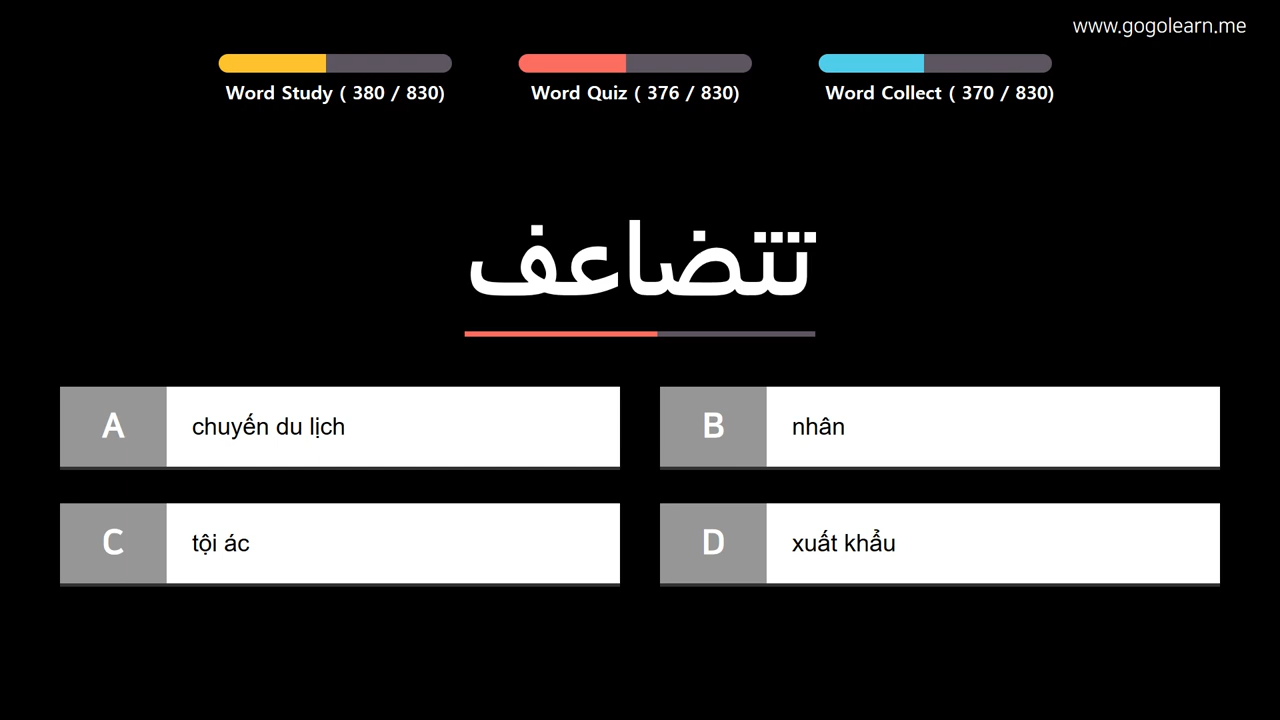 www.gogolearn.me
Word Study ( 380 / 830)
Word Quiz ( 376 / 830)
Word Collect ( 370 / 830)
تتضاعف
A chuyến du lịch
B nhân
C tội ác
D xuất khẩu